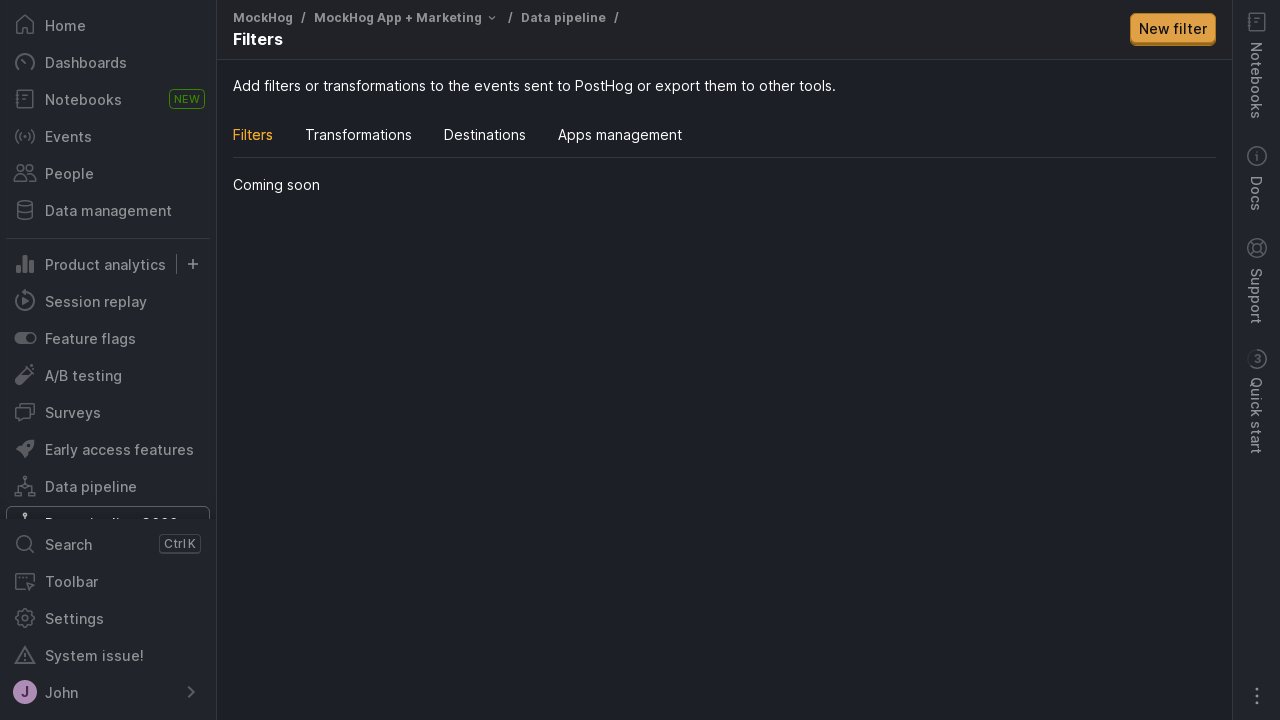 Home
Dashboards
Notebooks NEW
Events
People
Data management
Product analytics
Session replay
Feature flags
A/B testing
Surveys
Early access features
Data pipeline
Search Ctrl K
Toolbar
Settings
System issue!
J John
MockHog / MockHog App + Marketing / Data pipeline /
Filters
New filter
Add filters or transformations to the events sent to PostHog or export them to other tools.
Filters Transformations Destinations Apps management
Coming soon
Notebooks
Docs
Support
3 Quick start